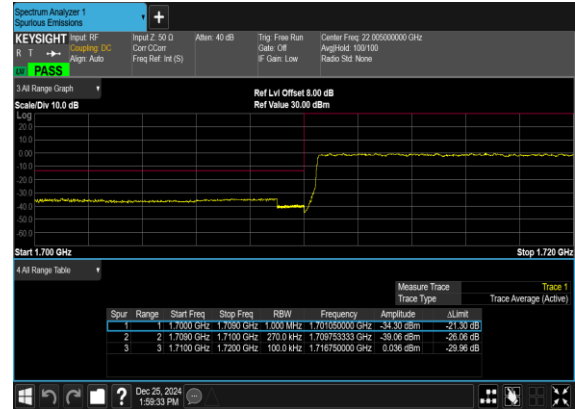 Spectrum Analyzer 1
Spurious Emissions
KEYSIGHT Input: RF Input Z: 50 Ω Atten: 40 dB Trig: Free Run Center Freq: 22.005000000 GHz
R T Coupling: DC Corr CCorr Gate: Off Avg|Hold: 100/100
Align: Auto Freq Ref: Int (S) IF Gain: Low Radio Std: None
PASS
3 All Range Graph
Ref Lvl Offset 8.00 dB
Scale/Div 10.0 dB Ref Value 30.00 dBm
Log
20.0
10.0
0.00
-10.0
-20.0
-30.0
-40.0
-50.0
-60.0
Start 1.700 GHz Stop 1.720 GHz
4 All Range Table
Measure Trace Trace 1
Trace Type Trace Average (Active)
Spur Range Start Freq Stop Freq RBW Frequency Amplitude ΔLimit
1 1 1.7000 GHz 1.7090 GHz 1.000 MHz 1.701050000 GHz -34.30 dBm -21.30 dB
2 2 1.7090 GHz 1.7100 GHz 270.0 kHz 1.709753333 GHz -39.06 dBm -26.06 dB
3 3 1.7100 GHz 1.7200 GHz 100.0 kHz 1.716750000 GHz 0.036 dBm -29.96 dB
Dec 25, 2024
1:59:33 PM